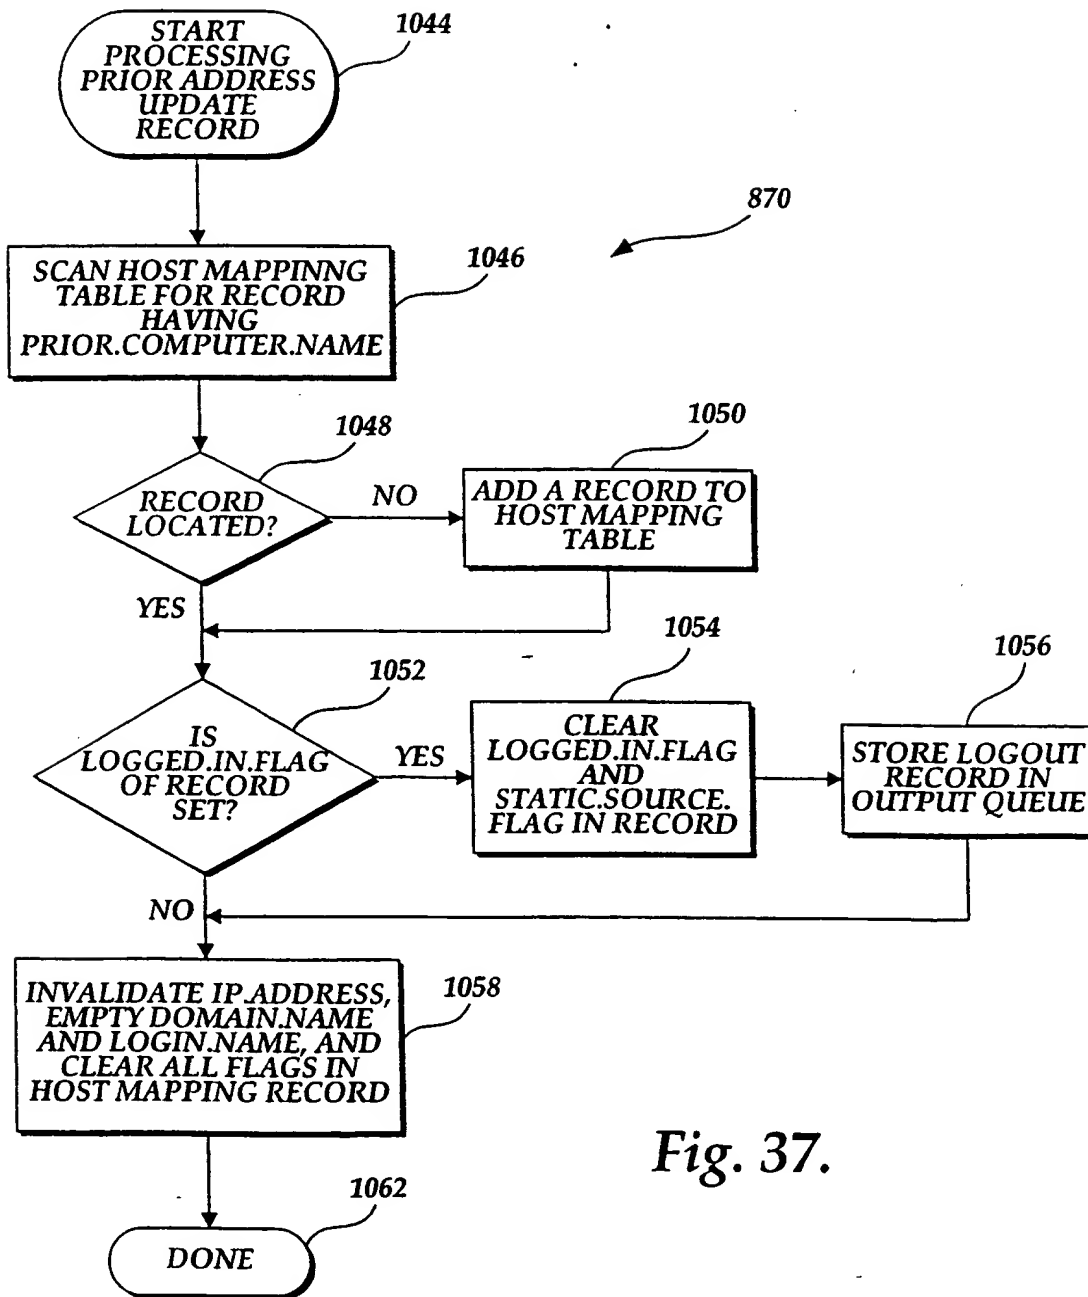 START
PROCESSING
PRIOR ADDRESS
UPDATE
RECORD
1044
870
SCAN HOST MAPPINNG
TABLE FOR RECORD
HAVING
PRIOR.COMPUTER.NAME
1046
1048
RECORD
LOCATED?
NO
YES
1050
ADD A RECORD TO
HOST MAPPING
TABLE
1052
IS
LOGGED.IN.FLAG
OF RECORD
SET?
YES
NO
1054
CLEAR
LOGGED.IN.FLAG
AND
STATIC.SOURCE.
FLAG IN RECORD
1056
STORE LOGOUT
RECORD IN
OUTPUT QUEUE
INVALIDATE IP.ADDRESS,
EMPTY DOMAIN.NAME
AND LOGIN.NAME, AND
CLEAR ALL FLAGS IN
HOST MAPPING RECORD
1058
1062
DONE
Fig. 37.